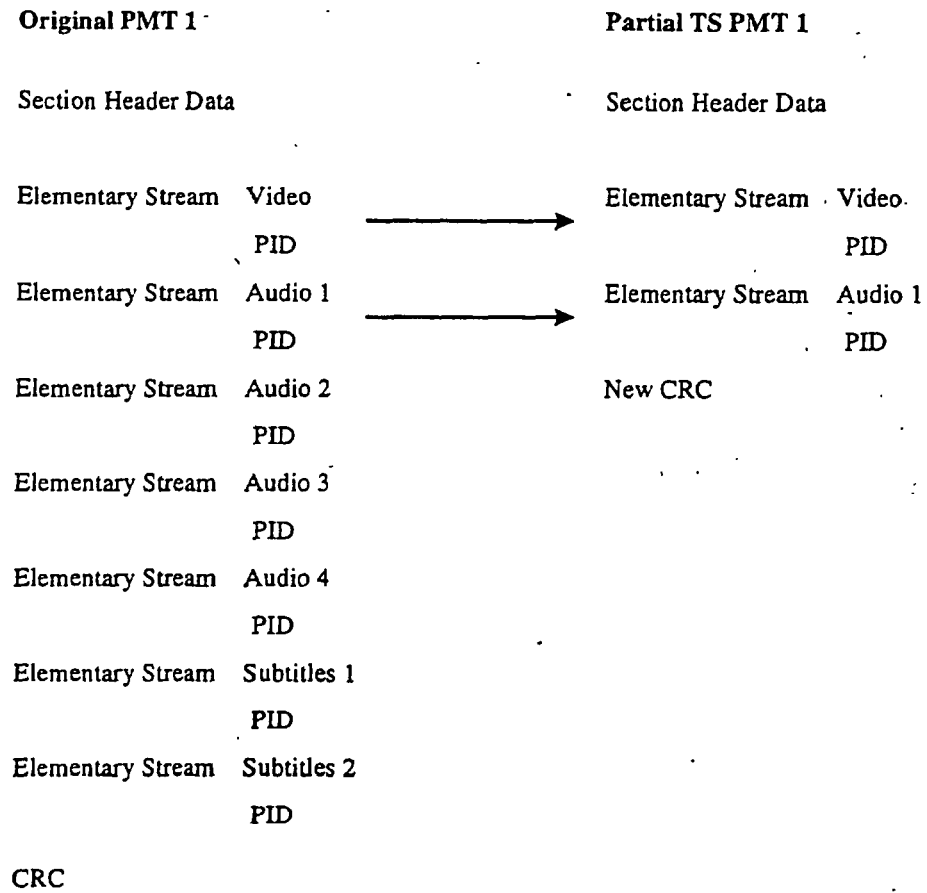 Original PMT 1
Section Header Data
Elementary Stream Video
PID
Elementary Stream Audio 1
PID
Elementary Stream Audio 2
PID
Elementary Stream Audio 3
PID
Elementary Stream Audio 4
PID
Elementary Stream Subtitles 1
PID
Elementary Stream Subtitles 2
PID
CRC
Partial TS PMT 1
Section Header Data
Elementary Stream Video
PID
Elementary Stream Audio 1
PID
New CRC